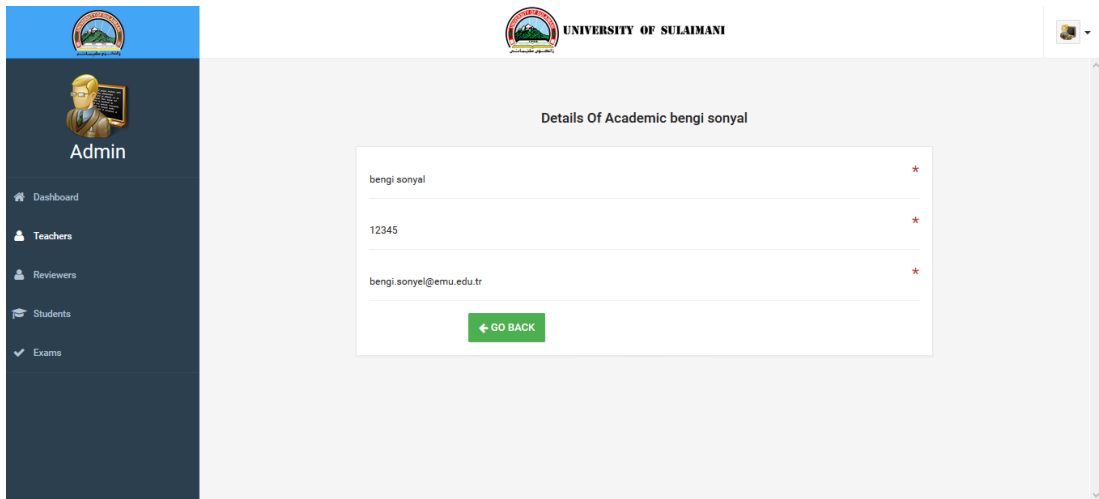 UNIVERSITY OF SULAIMANI
Admin
Dashboard
Teachers
Reviewers
Students
Exams
Details Of Academic bengi sonyal
bengi sonyal *
12345 *
bengi.sonyel@emu.edu.tr *
GO BACK